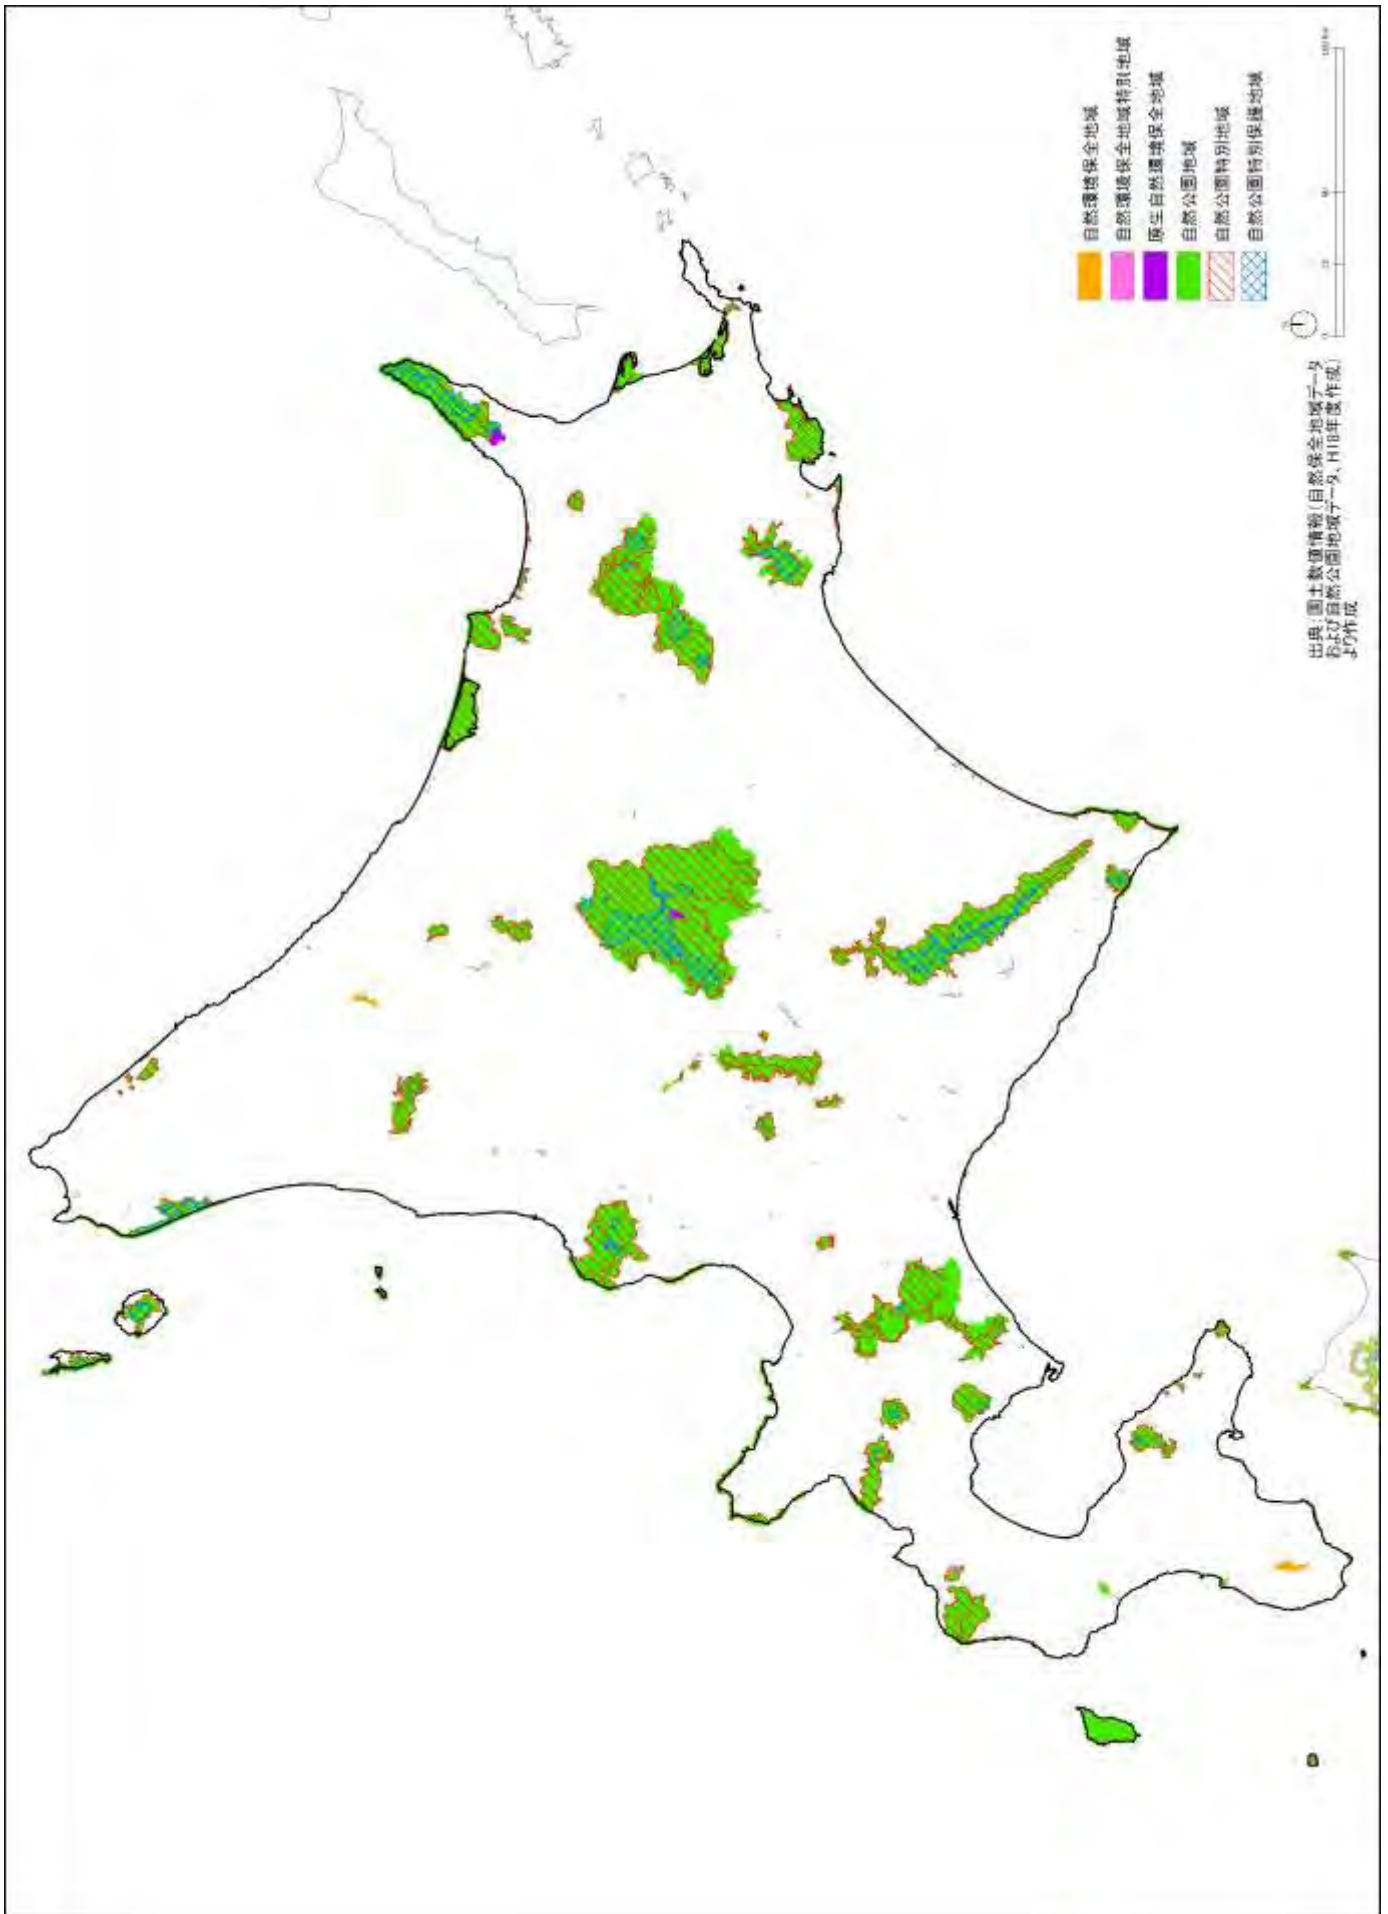 自然環境保全地域
自然環境保全地域特別地域
原生自然環境保全地域
自然公園地域
自然公園特別地域
自然公園特別保護地域
0
出典：国土数値情報（自然保全地域データ
および自然公園地域データ、H18年度作成）
より作成